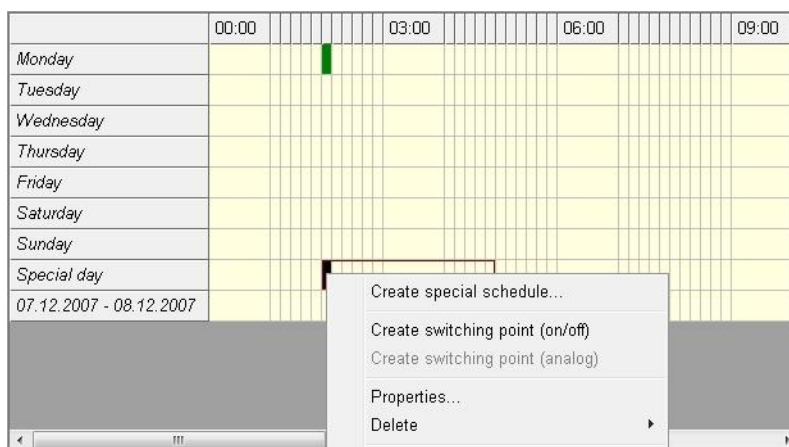 00:00 03:00 06:00 09:00
Monday
Tuesday
Wednesday
Thursday
Friday
Saturday
Sunday
Special day
07.12.2007 - 08.12.2007
Create special schedule...
Create switching point (on/off)
Create switching point (analog)
Properties...
Delete